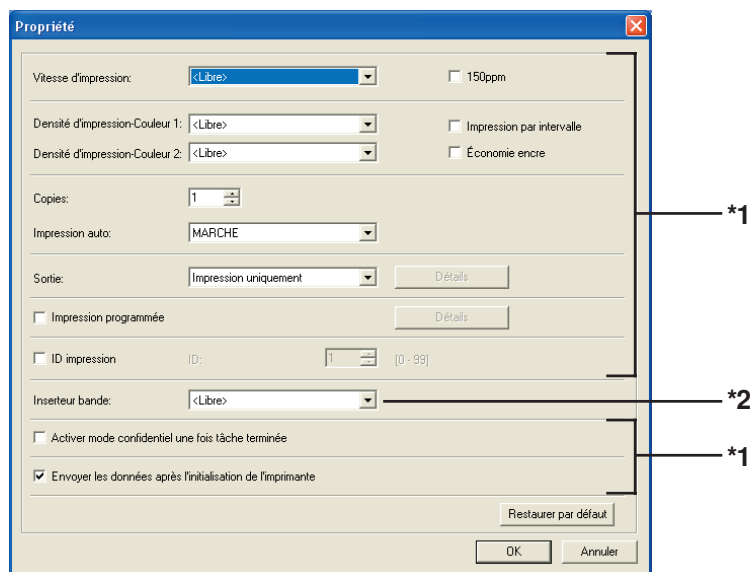 Propriété
Vitesse d'impression: <Libre> 150ppm
Densité d'impression-Couleur 1: <Libre> Impression par intervalle
Densité d'impression-Couleur 2: <Libre> Économie encre
Copies: 1
*1
Impression auto: MARCHE
Sortie: Impression uniquement Détails
Impression programmée Détails
ID impression ID: 1 [0 - 99]
Inserteur bande: <Libre> *2
Activer mode confidentiel une fois tâche terminée
*1
Envoyer les données après l'initialisation de l'imprimante
Restaurer par défaut
OK Annuler